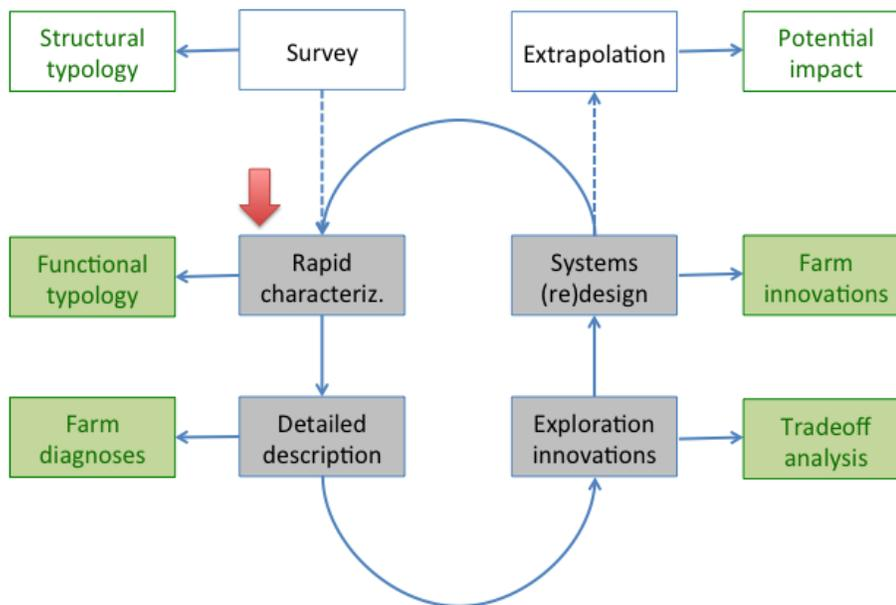 Structural
typology
Survey
Extrapolation
Potential
impact
Functional
typology
Rapid
characteriz.
Systems
(re)design
Farm
innovations
Farm
diagnoses
Detailed
description
Exploration
innovations
Tradeoff
analysis